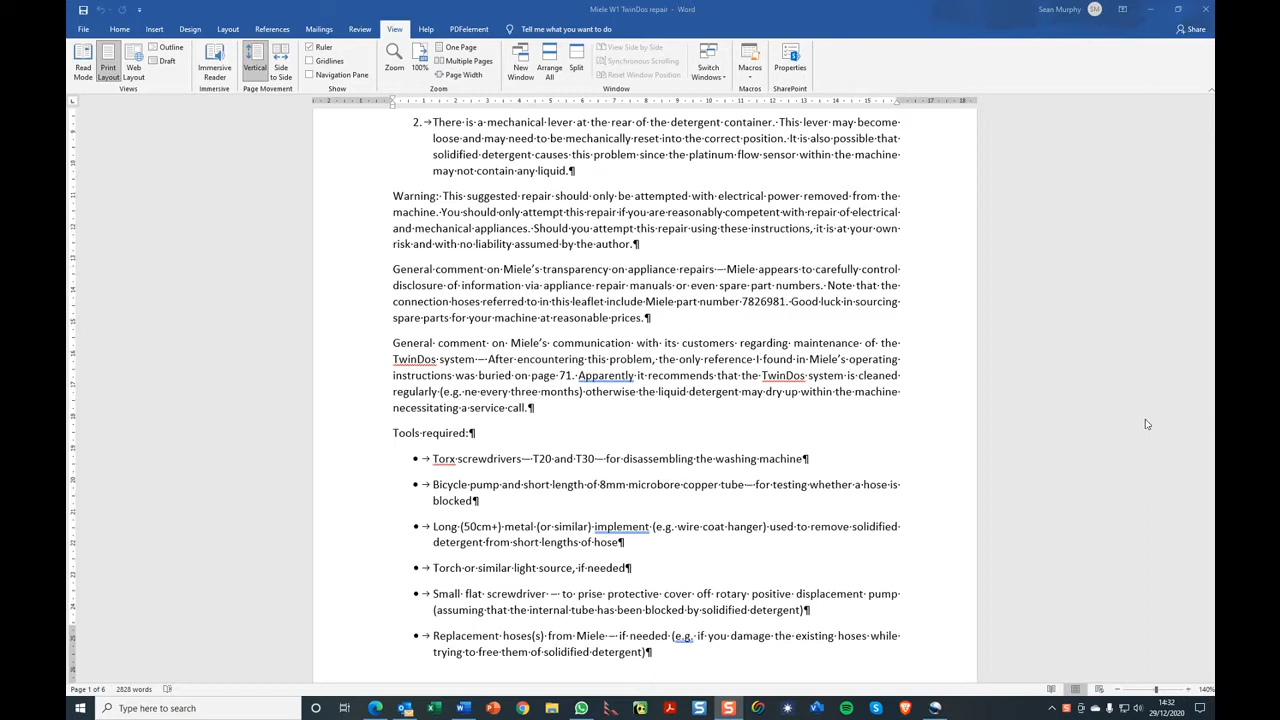 Miele W1 TwinDos repair - Word
Sean Murphy SM
File Home Insert Design Layout References Mailings Review View PDFelement Tell me what you want to do Share
Read Mode
Print Layout
Web Layout
Outline
Draft
Views
Immersive Reader
Immersive
Vertical
Side to Side
Page Movement
Ruler
Gridlines
Navigation Pane
Show
Zoom
100%
One Page
Multiple Pages
Page Width
Zoom
New Window
Arrange All
Split
View Side by Side
Synchronous Scrolling
Reset Window Position
Window
Switch Windows
Macros
Macros
Properties
SharePoint
2. There is a mechanical lever at the rear of the detergent container. This lever may become
loose and may need to be mechanically reset into the correct position. It is also possible that
solidified detergent causes this problem since the platinum flow sensor within the machine
may not contain any liquid.¶
Warning: This suggested repair should only be attempted with electrical power removed from the
machine. You should only attempt this repair if you are reasonably competent with repair of electrical
and mechanical appliances. Should you attempt this repair using these instructions, it is at your own
risk and with no liability assumed by the author.¶
General comment on Miele's transparency on appliance repairs – Miele appears to carefully control
disclosure of information via appliance repair manuals or even spare part numbers. Note that the
connection hoses referred to in this leaflet include Miele part number 7826981. Good luck in sourcing
spare parts for your machine at reasonable prices.¶
General comment on Miele's communication with its customers regarding maintenance of the
TwinDos system – After encountering this problem, the only reference I found in Miele's operating
instructions was buried on page 71. Apparently it recommends that the TwinDos system is cleaned
regularly (e.g. ne every three months) otherwise the liquid detergent may dry up within the machine
necessitating a service call.¶
Tools required:¶
• Torx screwdrivers – T20 and T30 – for disassembling the washing machine¶
• Bicycle pump and short length of 8mm microbore copper tube – for testing whether a hose is
blocked¶
• Long (50cm+) metal (or similar) implement (e.g. wire coat hanger) used to remove solidified
detergent from short lengths of hose¶
• Torch or similar light source, if needed¶
• Small flat screwdriver – to prise protective cover off rotary positive displacement pump
(assuming that the internal tube has been blocked by solidified detergent)¶
• Replacement hoses(s) from Miele – if needed (e.g. if you damage the existing hoses while
trying to free them of solidified detergent)¶
Page 1 of 6 2828 words 140%
Type here to search
14:32
29/12/2020